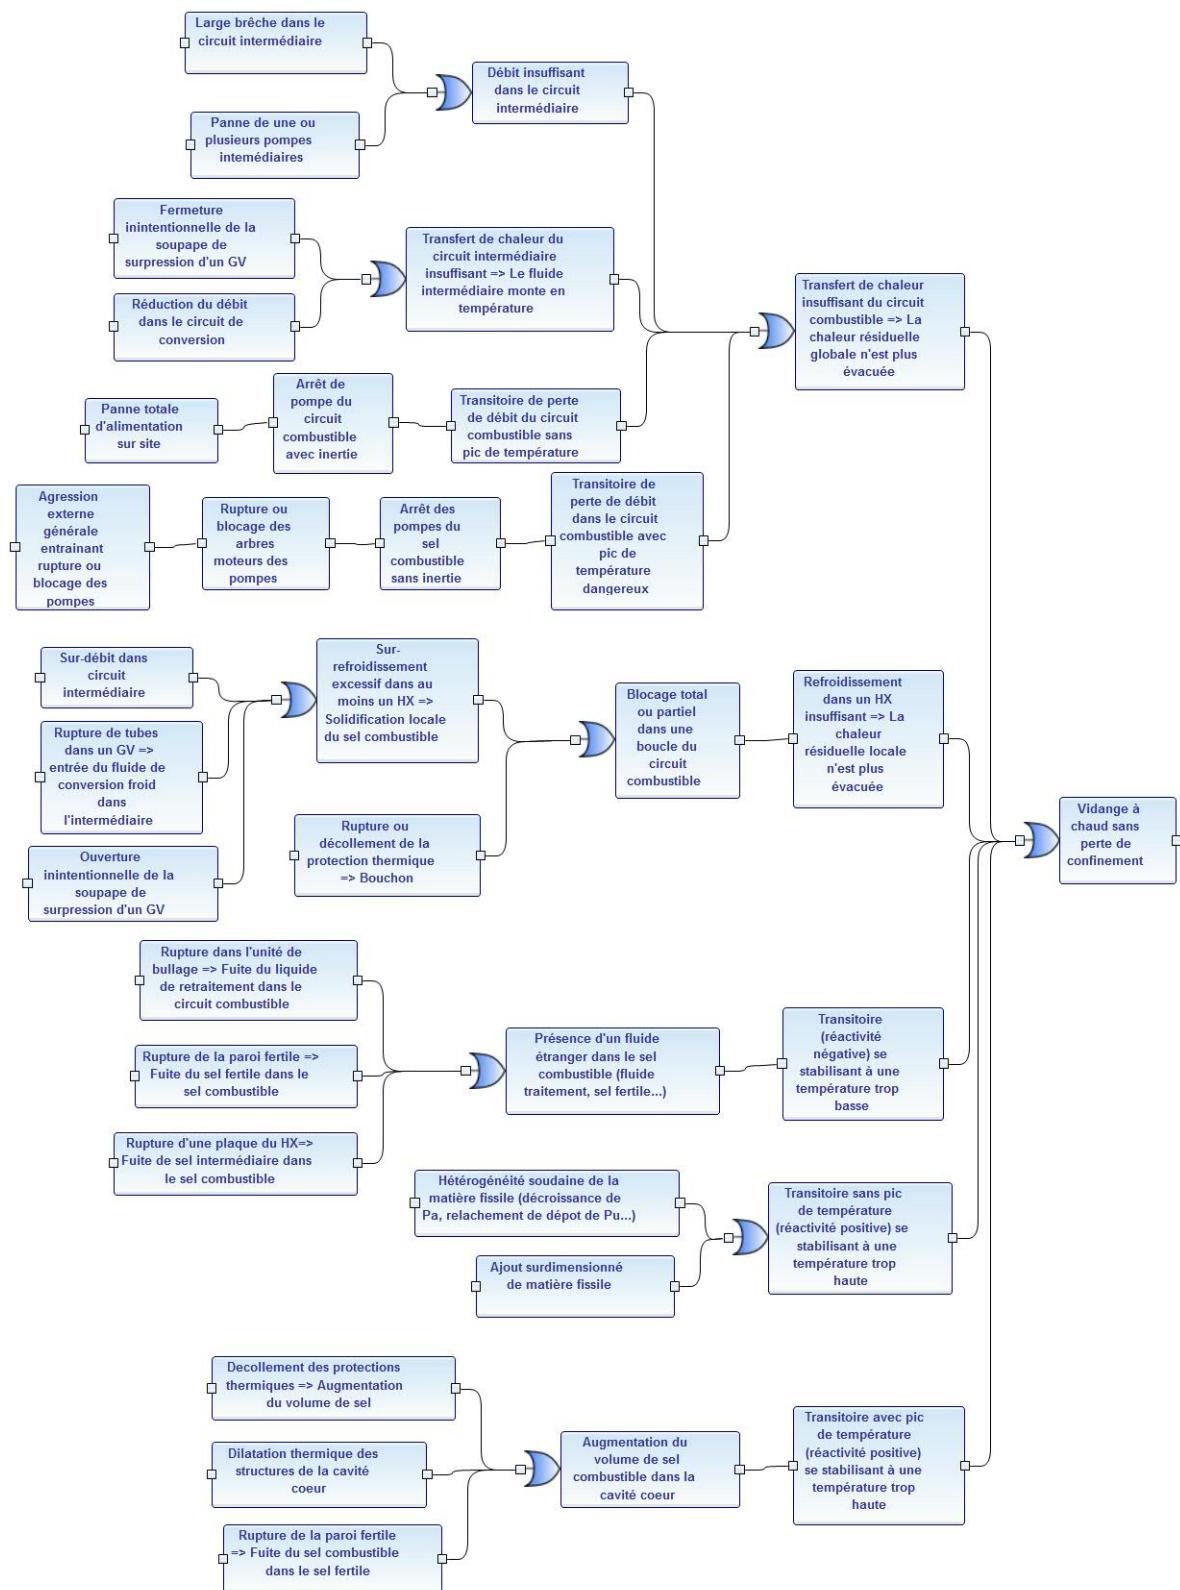 Large brêche dans le
circuit intermédiaire
Débit insuffisant
dans le circuit
intermédiaire
Panne de une ou
plusieurs pompes
intemédiaires
Fermeture
inintentionnelle de la
soupape de
surpression d'un GV
Transfert de chaleur du
circuit intermédiaire
insuffisant => Le fluide
intermédiaire monte en
température
Réduction du débit
dans le circuit de
conversion
Transfert de chaleur
insuffisant du circuit
combustible => La
chaleur résiduelle
globale n'est plus
évacuée
Panne totale
d'alimentation
sur site
Arrêt de
pompe du
circuit
combustible
avec inertie
Transitoire de perte
de débit du circuit
combustible sans
pic de température
Agression
externe
générale
entrainant
rupture ou
blocage des
pompes
Rupture ou
blocage des
arbres
moteurs des
pompes
Arrêt des
pompes du
sel
combustible
sans inertie
Transitoire de
perte de débit
dans le circuit
combustible avec
pic de
température
dangereux
Sur-débit dans
circuit
intermédiaire
Rupture de tubes
dans un GV =>
entrée du fluide de
conversion froid
dans
l'intermédiaire
Ouverture
inintentionnelle de la
soupape de
surpression d'un GV
Sur-
refroidissement
excessif dans au
moins un HX =>
Solidification locale
du sel combustible
Rupture ou
décollement de la
protection thermique
=> Bouchon
Blocage total
ou partiel
dans une
boucle du
circuit
combustible
Refroidissement
dans un HX
insuffisant => La
chaleur
résiduelle locale
n'est plus
évacuée
Vidange à
chaud sans
perte de
confinement
Rupture dans l'unité de
bullage => Fuite du liquide
de retraitement dans le
circuit combustible
Rupture de la paroi fertile =>
Fuite du sel fertile dans le
sel combustible
Rupture d'une plaque du HX=>
Fuite de sel intermédiaire dans
le sel combustible
Présence d'un fluide
étranger dans le sel
combustible (fluide
traitement, sel fertile...)
Transitoire
(réactivité
négative) se
stabilisant à une
température trop
basse
Hétérogénéité soudaine de la
matière fissile (décroissance de
Pa, relachement de dépot de Pu...)
Ajout surdimensionné
de matière fissile
Transitoire sans pic
de température
(réactivité positive) se
stabilisant à une
température trop
haute
Decollement des protections
thermiques => Augmentation
du volume de sel
Dilatation thermique des
structures de la cavité
coeur
Rupture de la paroi fertile
=> Fuite du sel combustible
dans le sel fertile
Augmentation du
volume de sel
combustible dans la
cavité coeur
Transitoire avec pic
de température
(réactivité positive)
se stabilisant à une
température trop
haute